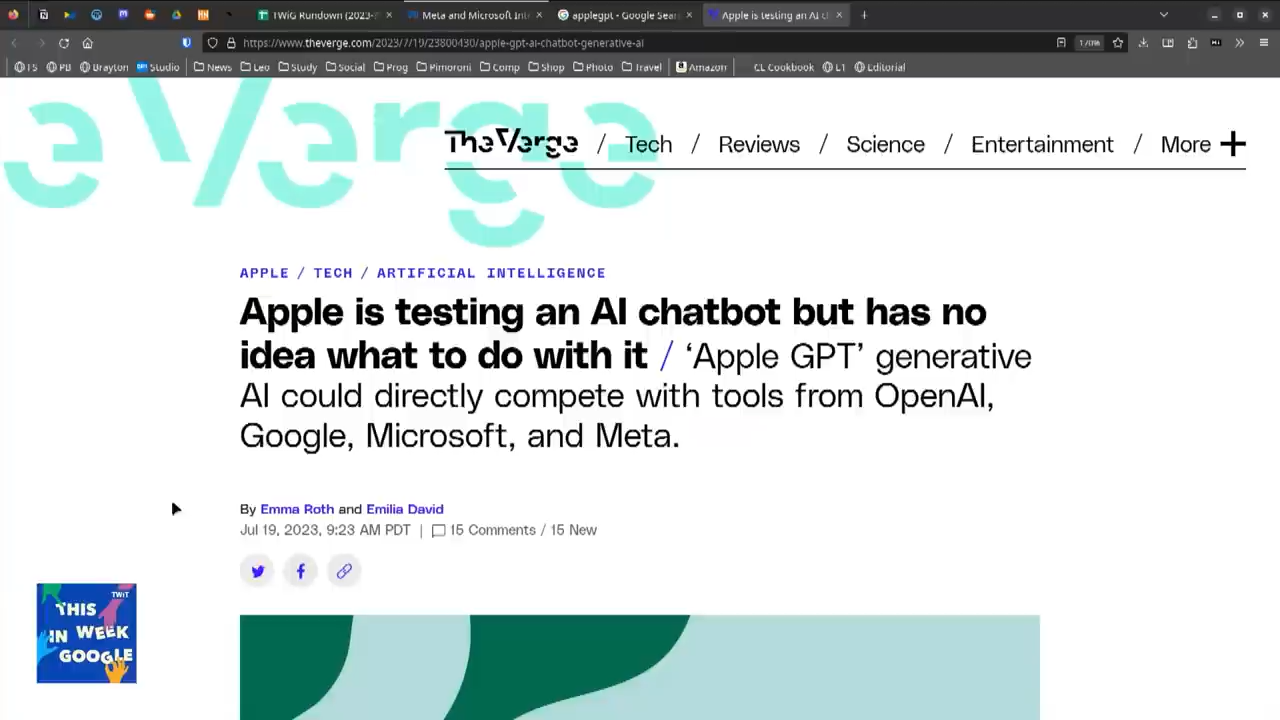 TWiG Rundown (2023-
Meta and Microsoft Int
applegpt - Google Sear
Apple is testing an AI c
https://www.theverge.com/2023/7/19/23800430/apple-gpt-ai-chatbot-generative-ai
170%
TS PB Brayton Studio News Leo Study Social Prog Pimoroni Comp Shop Photo Travel Amazon CL Cookbook L1 Editorial
eVerge
The Verge / Tech / Reviews / Science / Entertainment / More
APPLE / TECH / ARTIFICIAL INTELLIGENCE
Apple is testing an AI chatbot but has no
idea what to do with it / ‘Apple GPT’ generative
AI could directly compete with tools from OpenAI,
Google, Microsoft, and Meta.
By Emma Roth and Emilia David
Jul 19, 2023, 9:23 AM PDT | 15 Comments / 15 New
TWiT
THIS
IN WEEK
GOOGLE